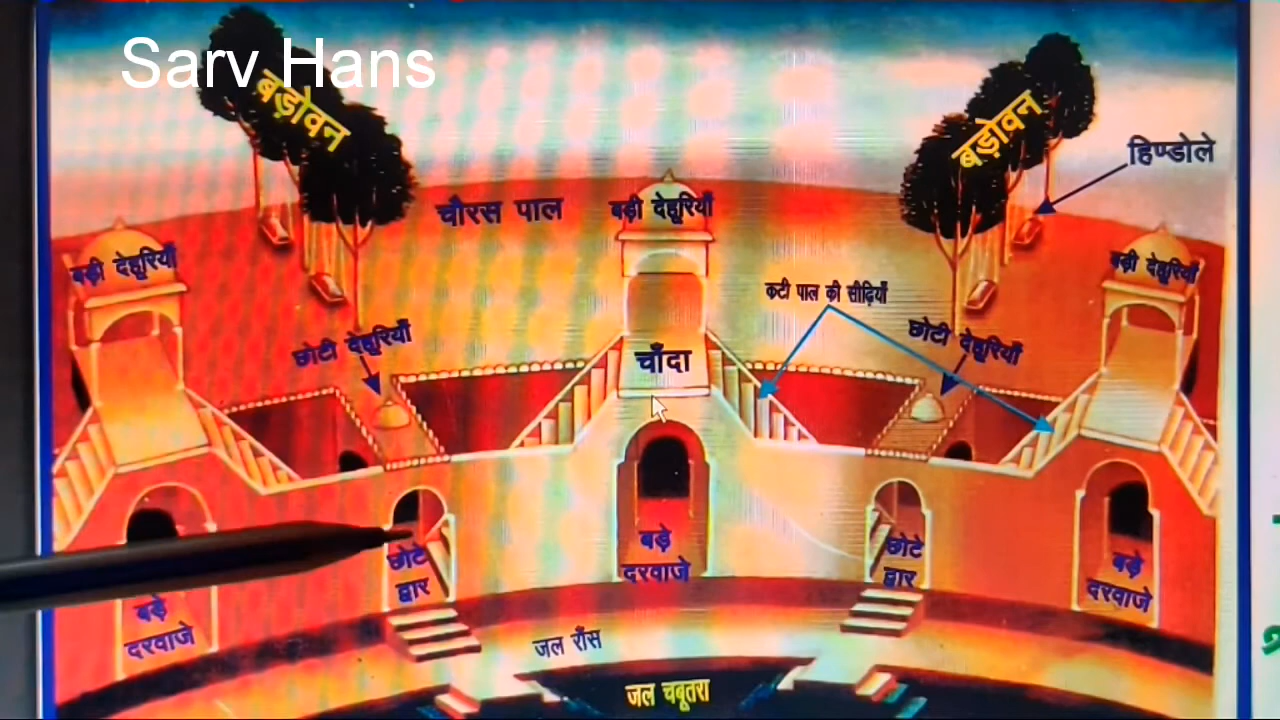 Sarv Hans
बड़ोवन
बड़ोवन
हिण्डोले
चौरस पाल
बड़ी देहूरियाँ
बड़ी देहूरियाँ
बड़ी देहूरियाँ
कटी पाल की सीढ़ियाँ
छोटी देहुरियाँ
छोटी देहुरियाँ
चाँदा
बड़े
दरवाजे
छोटे
द्वार
बड़े
दरवाजे
छोटे
द्वार
बड़े
दरवाजे
जल रौंस
जल चबूतरा